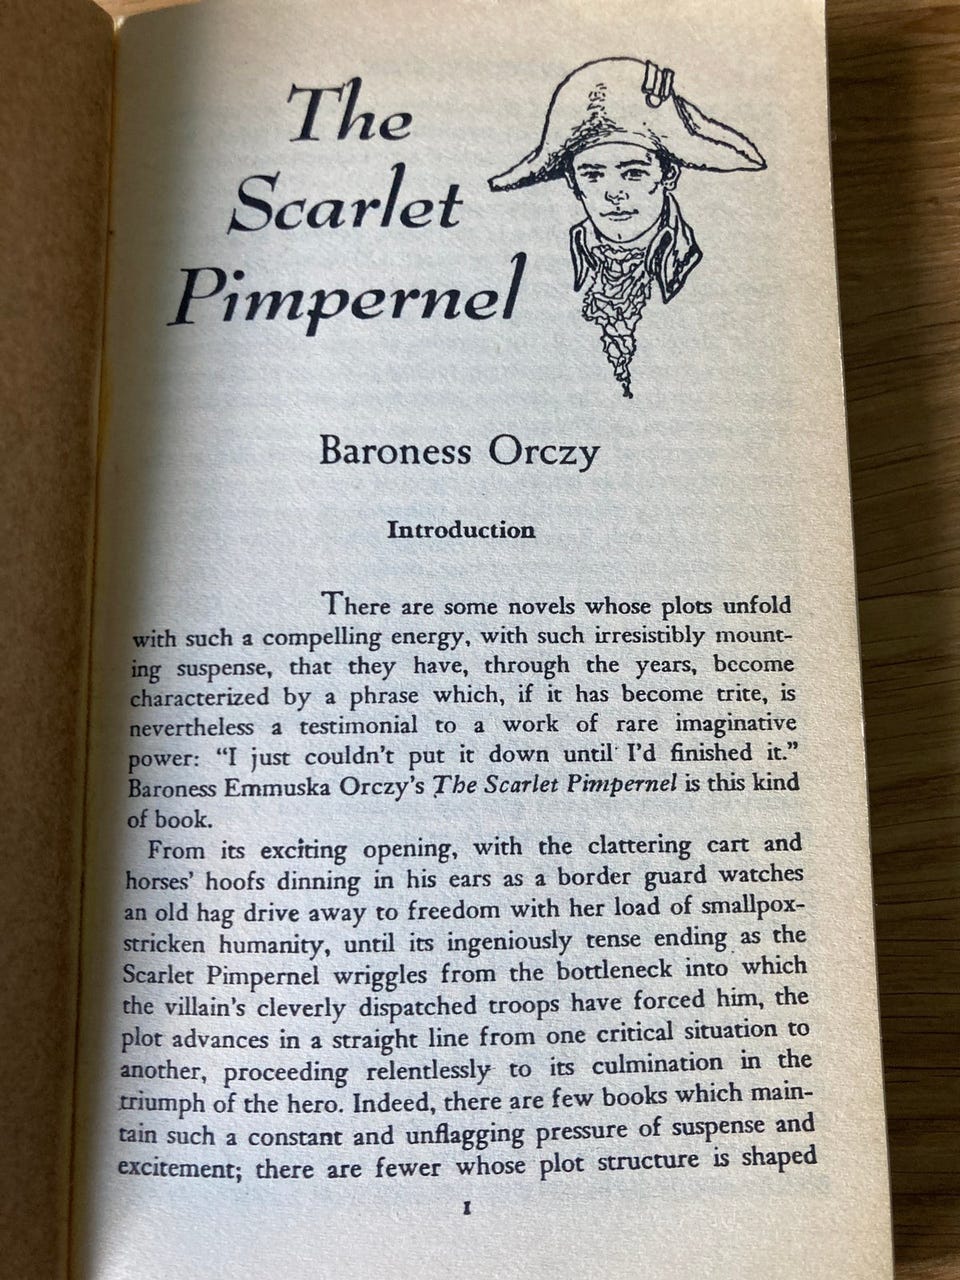 The
Scarlet
Pimpernel
Baroness Orczy
Introduction
There are some novels whose plots unfold
with such a compelling energy, with such irresistibly mount-
ing suspense, that they have, through the years, become
characterized by a phrase which, if it has become trite, is
nevertheless a testimonial to a work of rare imaginative
power: “I just couldn’t put it down until I’d finished it.”
Baroness Emmuska Orczy’s The Scarlet Pimpernel is this kind
of book.
From its exciting opening, with the clattering cart and
horses’ hoofs dinning in his ears as a border guard watches
an old hag drive away to freedom with her load of smallpox-
stricken humanity, until its ingeniously tense ending as the
Scarlet Pimpernel wriggles from the bottleneck into which
the villain’s cleverly dispatched troops have forced him, the
plot advances in a straight line from one critical situation to
another, proceeding relentlessly to its culmination in the
triumph of the hero. Indeed, there are few books which main-
tain such a constant and unflagging pressure of suspense and
excitement; there are fewer whose plot structure is shaped
1